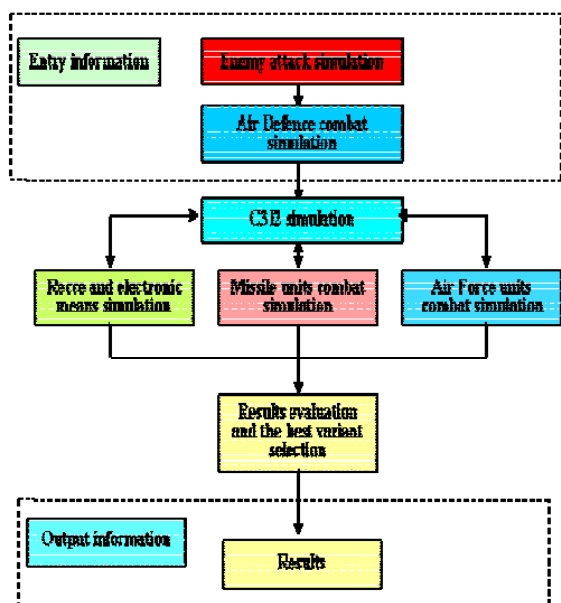 Entry information
Enemy attack simulation
Air Defence combat
simulation
C3I2 simulation
Recce and electronic
means simulation
Missile units combat
simulation
Air Force units
combat simulation
Results evaluation
and the best variant
selection
Output information
Results